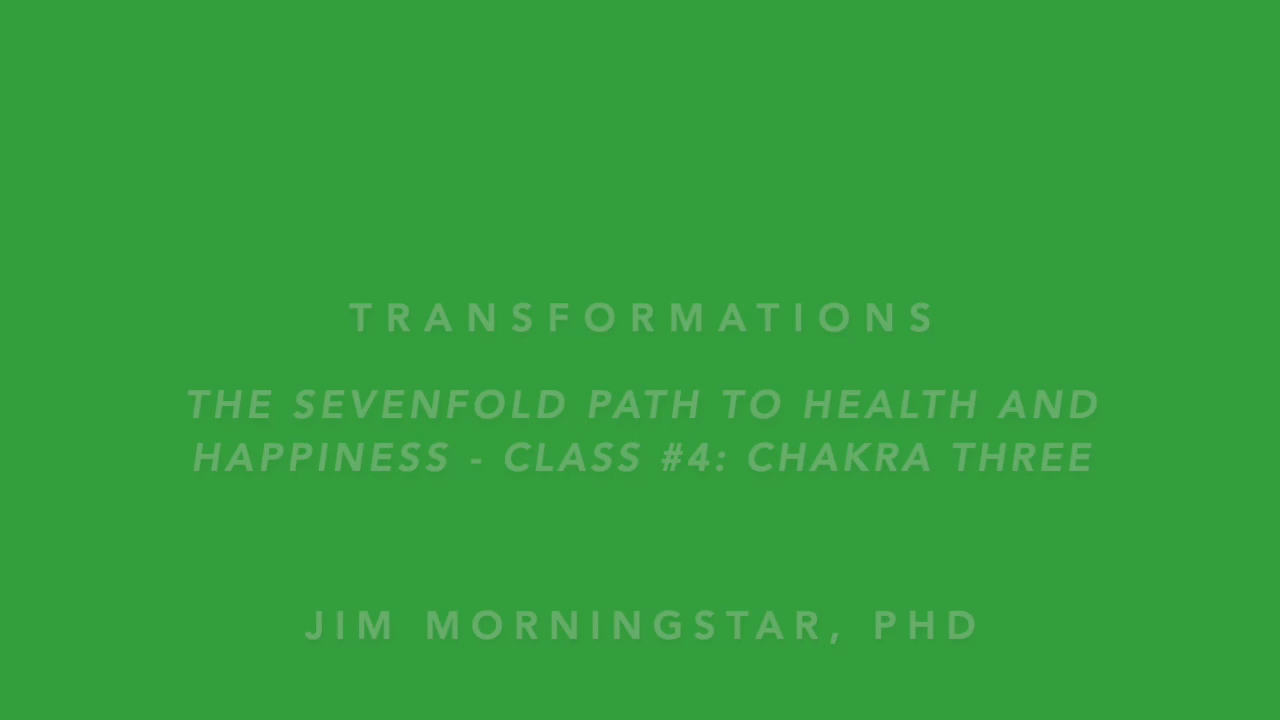 TRANSFORMATIONS
THE SEVENFOLD PATH TO HEALTH AND
HAPPINESS - CLASS #4: CHAKRA THREE
JIM MORNINGSTAR, PHD